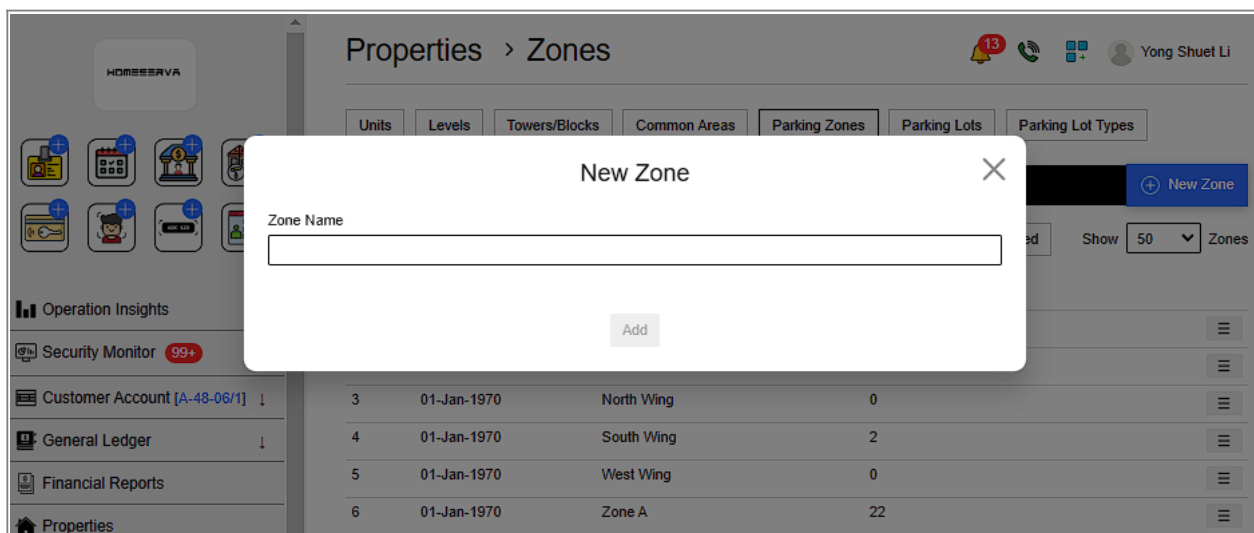 HOMESERVA
Properties > Zones
13
Yong Shuet Li
Units Levels Towers/Blocks Common Areas Parking Zones Parking Lots Parking Lot Types
New Zone
New Zone
Zone Name
Show 50 Zones
Add
Operation Insights
Security Monitor 99+
Customer Account [A-48-06/1] ↓
General Ledger ↓
Financial Reports
Properties
3 01-Jan-1970 North Wing 0
4 01-Jan-1970 South Wing 2
5 01-Jan-1970 West Wing 0
6 01-Jan-1970 Zone A 22